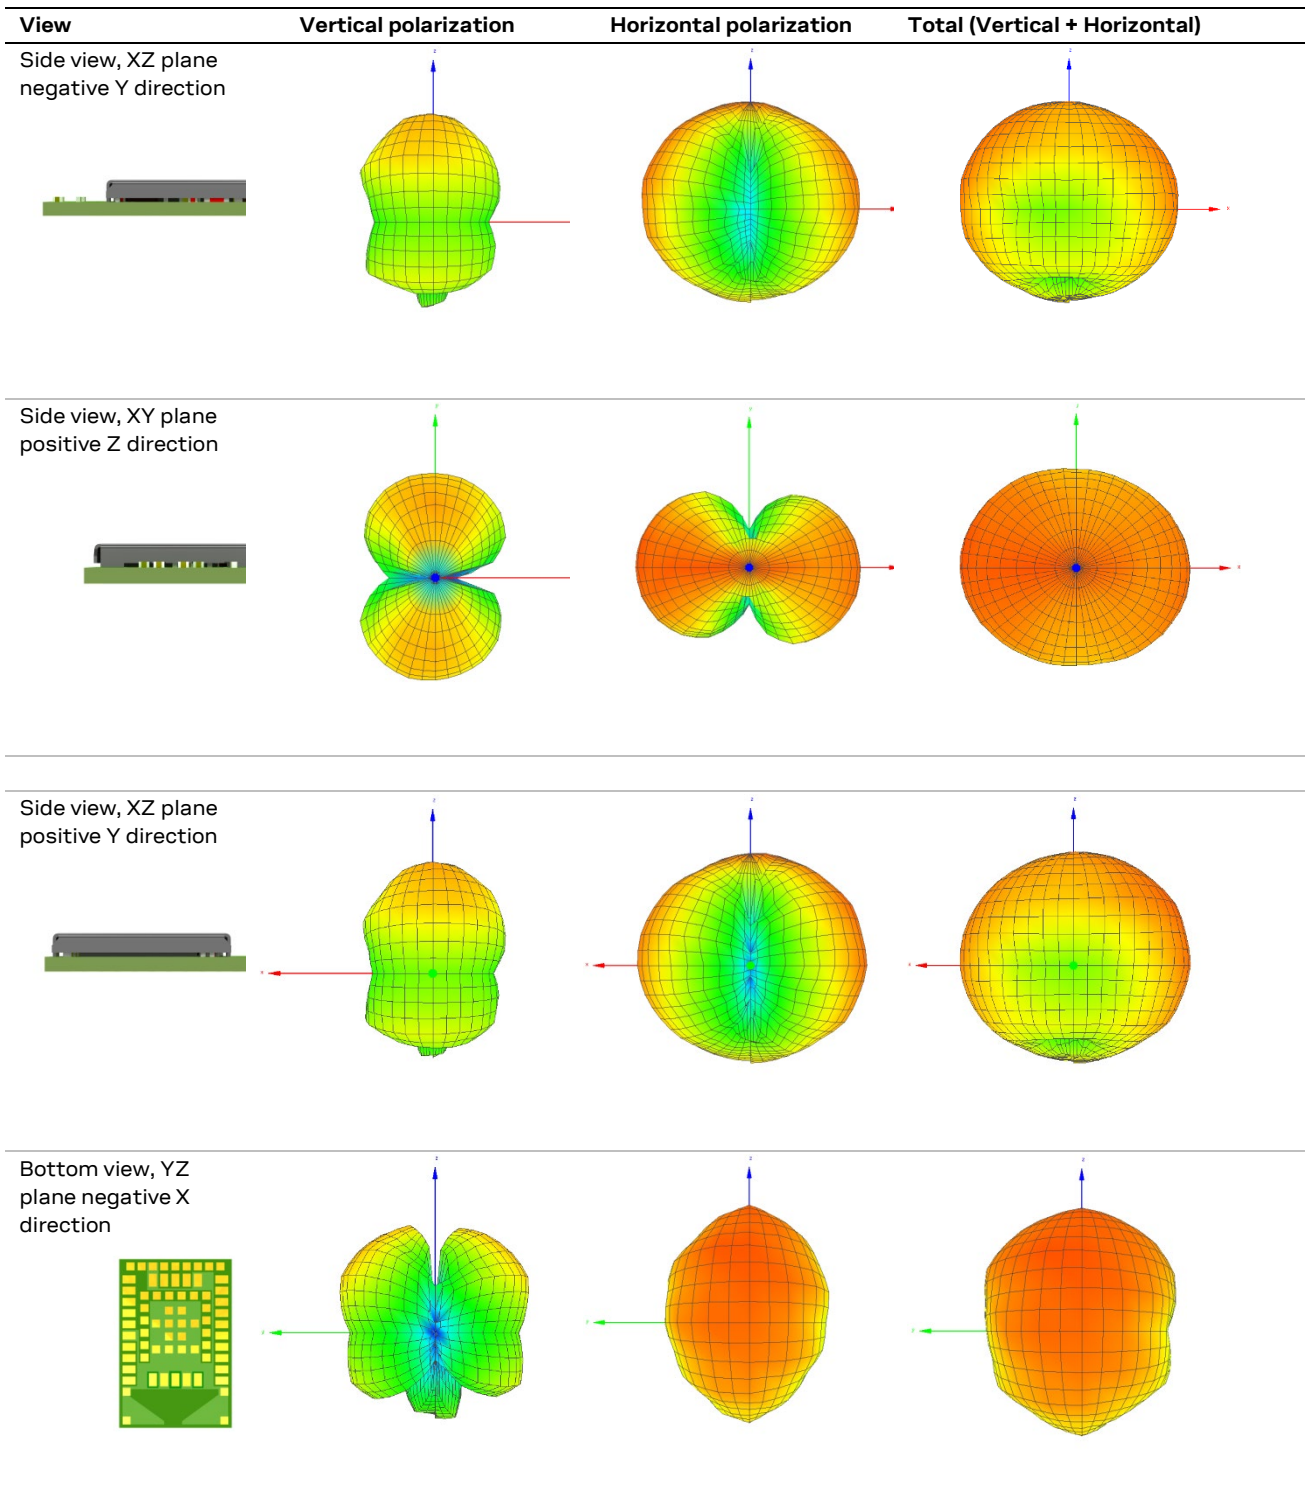 View Vertical polarization Horizontal polarization Total (Vertical + Horizontal)
Side view, XZ plane
negative Y direction
Side view, XY plane
positive Z direction
Side view, XZ plane
positive Y direction
Bottom view, YZ
plane negative X
direction